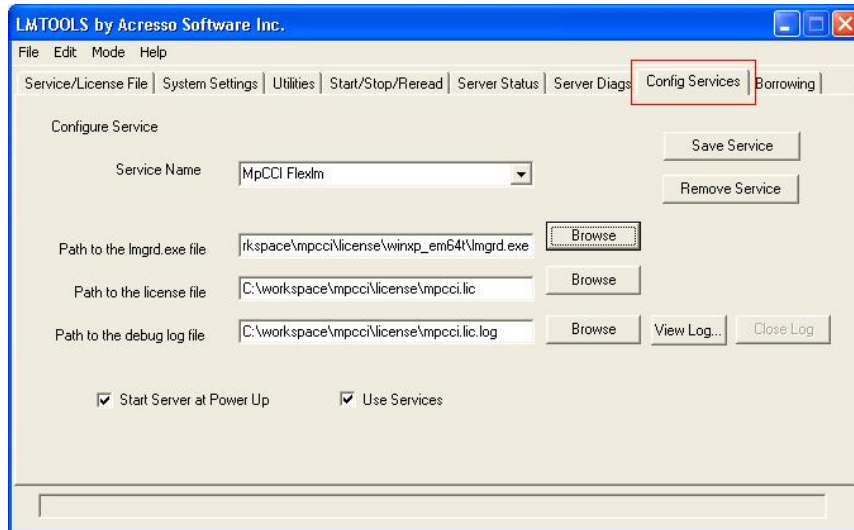 LMTOOLS by Acresso Software Inc.
File Edit Mode Help
Service/License File System Settings Utilities Start/Stop/Reread Server Status Server Diags Config Services Borrowing
Configure Service
Save Service
Service Name MpCCI Flexlm
Remove Service
Path to the lmgrd.exe file rkspace\mpcci\license\winxp_em64t\lmgrd.exe Browse
Path to the license file C:\workspace\mpcci\license\mpcci.lic Browse
Path to the debug log file C:\workspace\mpcci\license\mpcci.lic.log Browse View Log... Close Log
Start Server at Power Up Use Services